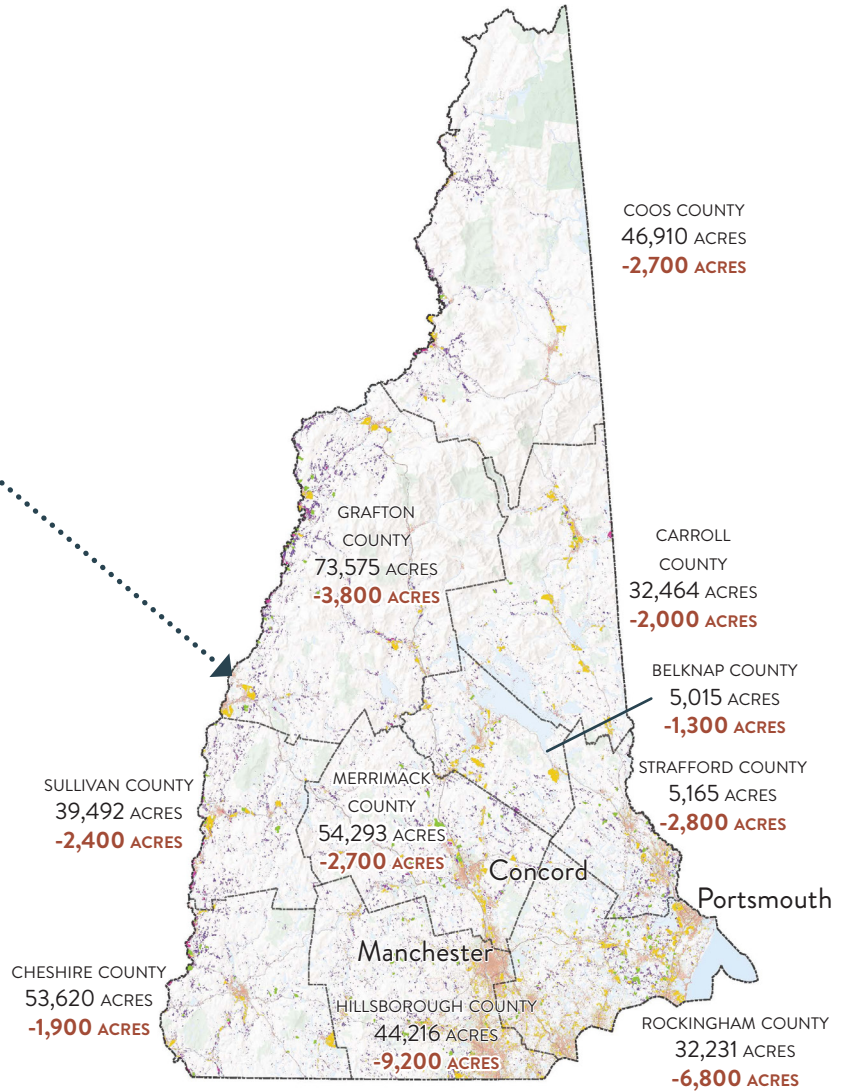 COOS COUNTY
46,910 ACRES
-2,700 ACRES
GRAFTON
COUNTY
73,575 ACRES
-3,800 ACRES
CARROLL
COUNTY
32,464 ACRES
-2,000 ACRES
BELKNAP COUNTY
5,015 ACRES
-1,300 ACRES
STRAFFORD COUNTY
5,165 ACRES
-2,800 ACRES
SULLIVAN COUNTY
39,492 ACRES
-2,400 ACRES
MERRIMACK
COUNTY
54,293 ACRES
-2,700 ACRES
Concord
Portsmouth
Manchester
CHESHIRE COUNTY
53,620 ACRES
-1,900 ACRES
HILLSBOROUGH COUNTY
44,216 ACRES
-9,200 ACRES
ROCKINGHAM COUNTY
32,231 ACRES
-6,800 ACRES